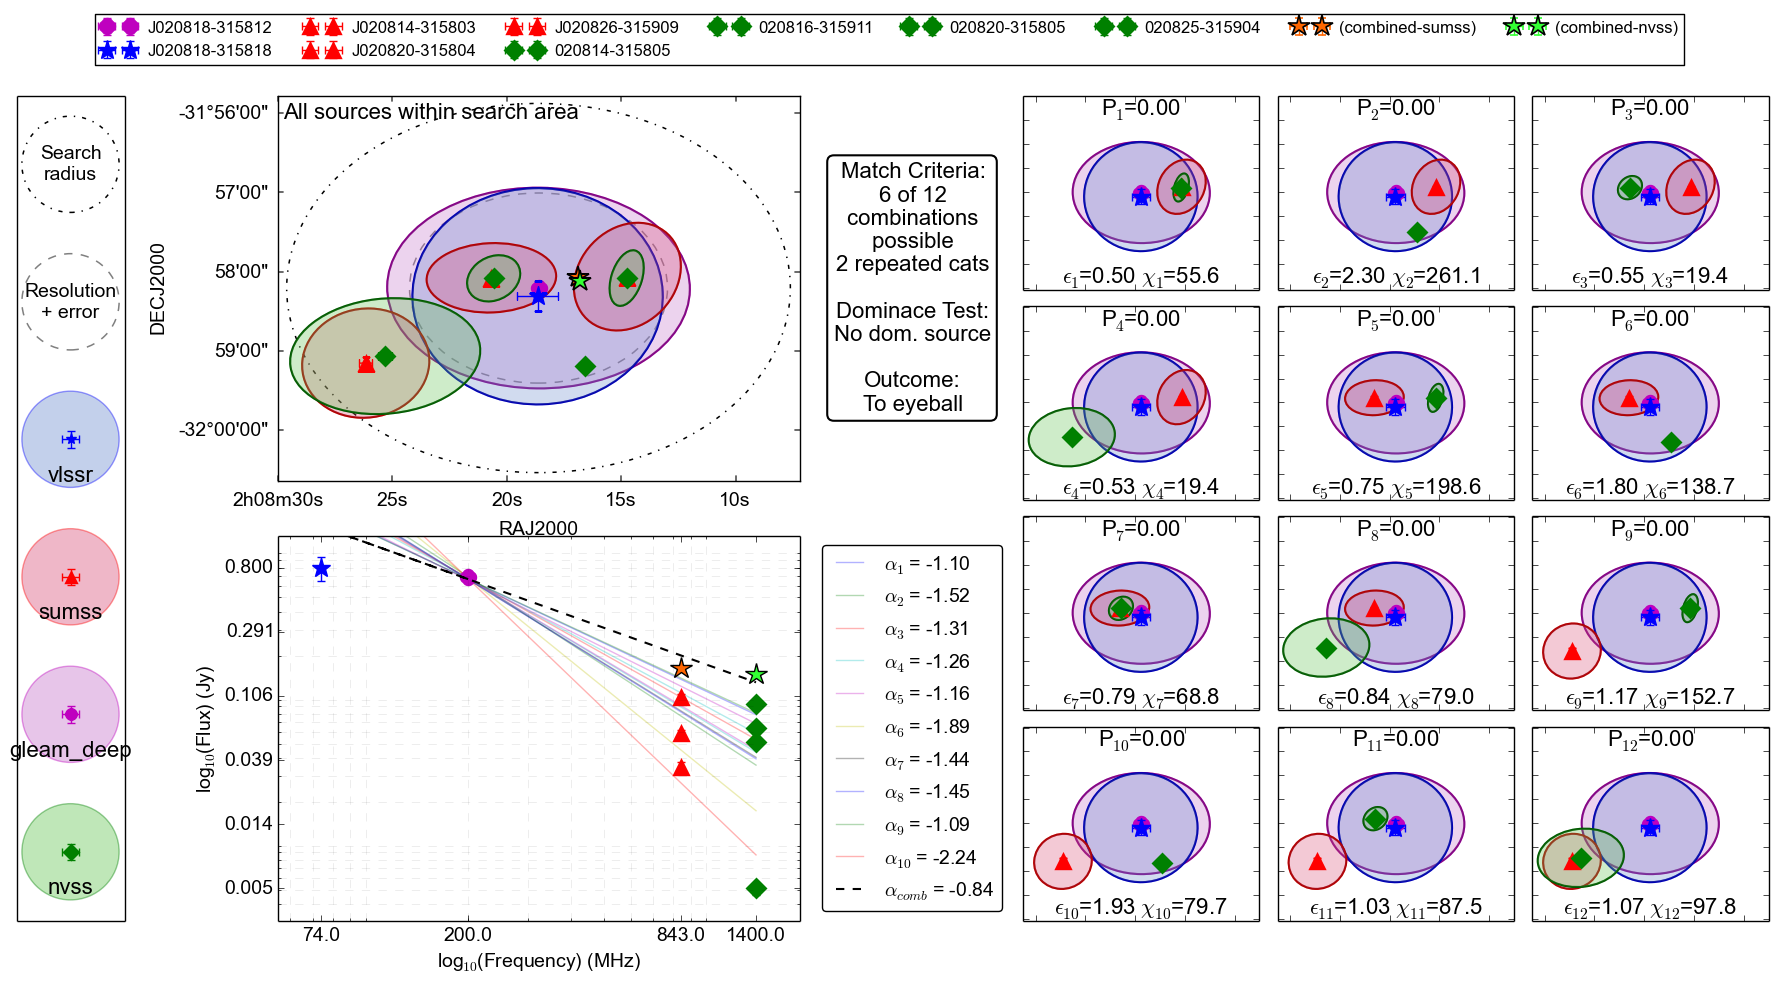 J020818-315812 J020814-315803 J020826-315909 020816-315911 020820-315805 020825-315904 (combined-sumss) (combined-nvss)
J020818-315818 J020820-315804 020814-315805
Search
radius
Resolution
+ error
vlssr
sumss
gleam_deep
nvss
All sources within search area
DECJ2000
-31°56'00"
57'00"
58'00"
59'00"
-32°00'00"
2h08m30s 25s 20s 15s 10s
RAJ2000
Match Criteria:
6 of 12
combinations
possible
2 repeated cats
Dominace Test:
No dom. source
Outcome:
To eyeball
log10(Flux) (Jy)
0.800
0.291
0.106
0.039
0.014
0.005
74.0 200.0 843.0 1400.0
log10(Frequency) (MHz)
α1 = -1.10
α2 = -1.52
α3 = -1.31
α4 = -1.26
α5 = -1.16
α6 = -1.89
α7 = -1.44
α8 = -1.45
α9 = -1.09
α10 = -2.24
αcomb = -0.84
P1=0.00
ϵ1=0.50 χ1=55.6
P2=0.00
ϵ2=2.30 χ2=261.1
P3=0.00
ϵ3=0.55 χ3=19.4
P4=0.00
ϵ4=0.53 χ4=19.4
P5=0.00
ϵ5=0.75 χ5=198.6
P6=0.00
ϵ6=1.80 χ6=138.7
P7=0.00
ϵ7=0.79 χ7=68.8
P8=0.00
ϵ8=0.84 χ8=79.0
P9=0.00
ϵ9=1.17 χ9=152.7
P10=0.00
ϵ10=1.93 χ10=79.7
P11=0.00
ϵ11=1.03 χ11=87.5
P12=0.00
ϵ12=1.07 χ12=97.8